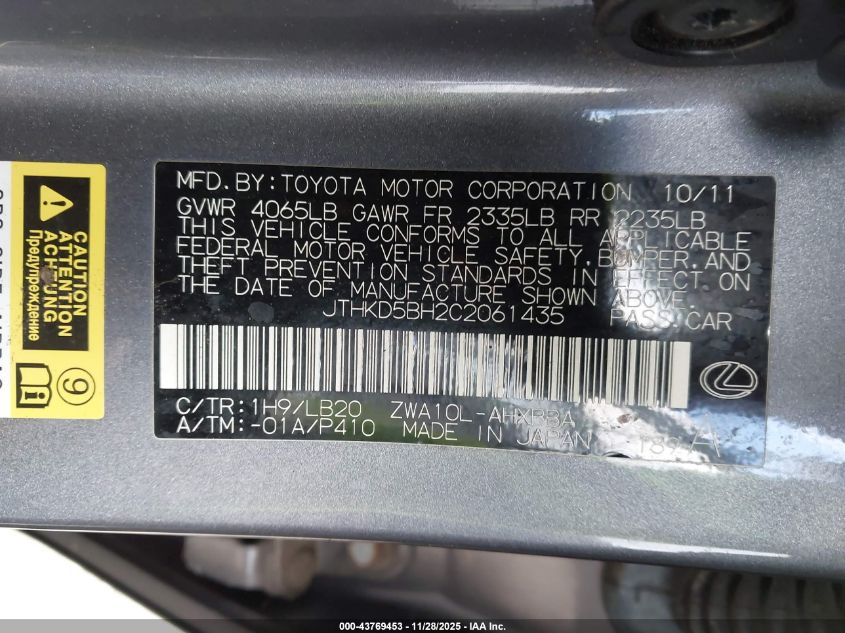 MFD.BY:TOYOTA MOTOR CORPORATION 10/11
GVWR 4065LB GAWR FR 2335LB RR 2235LB
THIS VEHICLE CONFORMS TO ALL APPLICABLE
FEDERAL MOTOR VEHICLE SAFETY,BUMPER,AND
THEFT PREVENTION STANDARDS IN EFFECT ON
THE DATE OF MANUFACTURE SHOWN ABOVE.
JTHKD5BH2C2061435 PASS.CAR
C/TR:1H9/LB20 ZWA10L-AHXBBA
A/TM:-01A/P410 MADE IN JAPAN
CAUTION
ATTENTION
ACHTUNG
Предупреждение
9
000-43769453 - 11/28/2025 - IAA Inc.